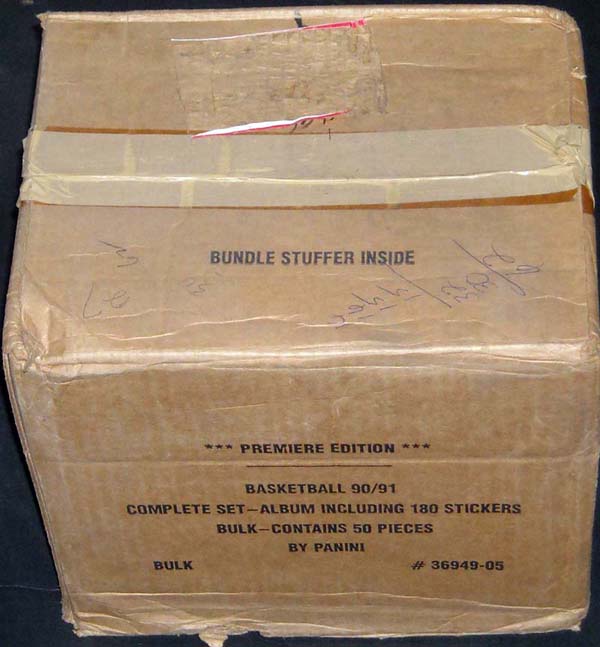 BUNDLE STUFFER INSIDE
*** PREMIERE EDITION ***
BASKETBALL 90/91
COMPLETE SET—ALBUM INCLUDING 180 STICKERS
BULK—CONTAINS 50 PIECES
BY PANINI
BULK # 36949-05